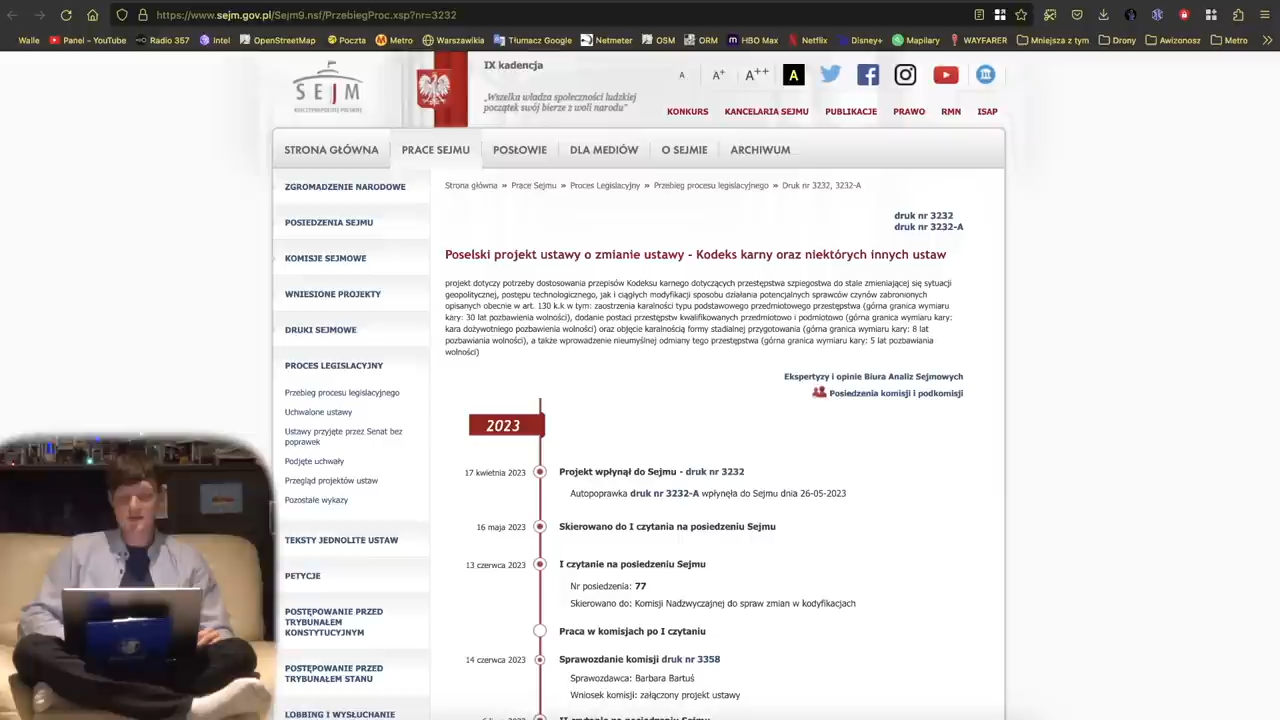 https://www.sejm.gov.pl/Sejm9.nsf/PrzebiegProc.xsp?nr=3232
Walle
Panel - YouTube
Radio 357
Intel
OpenStreetMap
Cyfrowe
Metro
Warszawa
Tłumacz Google
Norton
Orange
HBO Max
Netflix
Disney+
Mapilary
WAYFARER
Mniejsza z tym
Drony
Awizonasz
Metro
SEJM
RZECZYPOSPOLITEJ POLSKIEJ
IX kadencja
„Wszelka władza społeczności ludzkiej
początek swój bierze z woli narodu"
A A+ A++ A
KONKURS KANCELARIA SEJMU PUBLIKACJE PRAWO RMN ISAP
STRONA GŁÓWNA PRACE SEJMU POSŁOWIE DLA MEDIÓW O SEJMIE ARCHIWUM
ZGROMADZENIE NARODOWE
POSIEDZENIA SEJMU
KOMISJE SEJMOWE
WNIESIONE PROJEKTY
DRUKI SEJMOWE
PROCES LEGISLACYJNY
Przebieg procesu legislacyjnego
Uchwalone ustawy
Ustawy przyjęte przez Senat bez
poprawek
Podjęte uchwały
Przegląd projektów ustaw
Pozostałe wykazy
TEKSTY JEDNOLITE USTAW
PETYCJE
POSTĘPOWANIE PRZED
TRYBUNAŁEM
KONSTYTUCYJNYM
POSTĘPOWANIE PRZED
TRYBUNAŁEM STANU
LOBBING I WYSŁUCHANIE
Strona główna » Prace Sejmu » Proces Legislacyjny » Przebieg procesu legislacyjnego » Druk nr 3232, 3232-A
druk nr 3232
druk nr 3232-A
Poselski projekt ustawy o zmianie ustawy - Kodeks karny oraz niektórych innych ustaw
projekt dotyczy potrzeby dostosowania przepisów Kodeksu karnego dotyczących przestępstwa szpiegostwa do stale zmieniającej się sytuacji
geopolitycznej, postępu technologicznego, jak i ciągłych modyfikacji sposobu działania potencjalnych sprawców czynów zabronionych
opisanych obecnie w art. 130 k.k w tym: zaostrzenia karalności typu podstawowego przedmiotowego przestępstwa (górna granica wymiaru
kary: 30 lat pozbawienia wolności), dodanie postaci przestępstw kwalifikowanych przedmiotowo i podmiotowo (górna granica wymiaru kary:
kara dożywotniego pozbawienia wolności) oraz objęcie karalnością formy stadialnej przygotowania (górna granica wymiaru kary: 8 lat
pozbawiania wolności), a także wprowadzenie nieumyślnej odmiany tego przestępstwa (górna granica wymiaru kary: 5 lat pozbawiania
wolności)
Ekspertyzy i opinie Biura Analiz Sejmowych
Posiedzenia komisji i podkomisji
2023
17 kwietnia 2023 Projekt wpłynął do Sejmu - druk nr 3232
Autopoprawka druk nr 3232-A wpłynęła do Sejmu dnia 26-05-2023
16 maja 2023 Skierowano do I czytania na posiedzeniu Sejmu
13 czerwca 2023 I czytanie na posiedzeniu Sejmu
Nr posiedzenia: 77
Skierowano do: Komisji Nadzwyczajnej do spraw zmian w kodyfikacjach
Praca w komisjach po I czytaniu
14 czerwca 2023 Sprawozdanie komisji druk nr 3358
Sprawozdawca: Barbara Bartuś
Wniosek komisji: załączony projekt ustawy